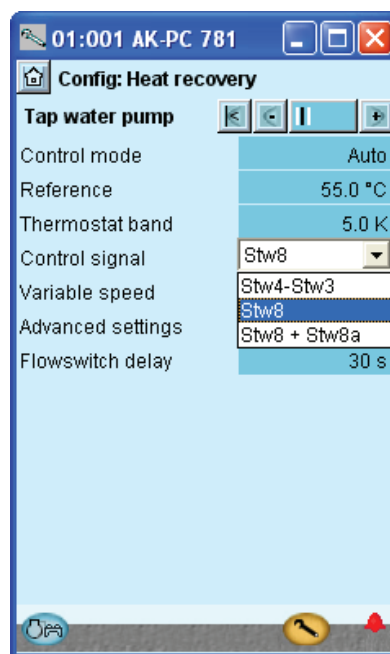 01:001 AK-PC 781
Config: Heat recovery
Tap water pump
Control mode Auto
Reference 55.0 °C
Thermostat band 5.0 K
Control signal Stw8
Variable speed Stw4-Stw3
Stw8
Advanced settings Stw8 + Stw8a
Flowswitch delay 30 s